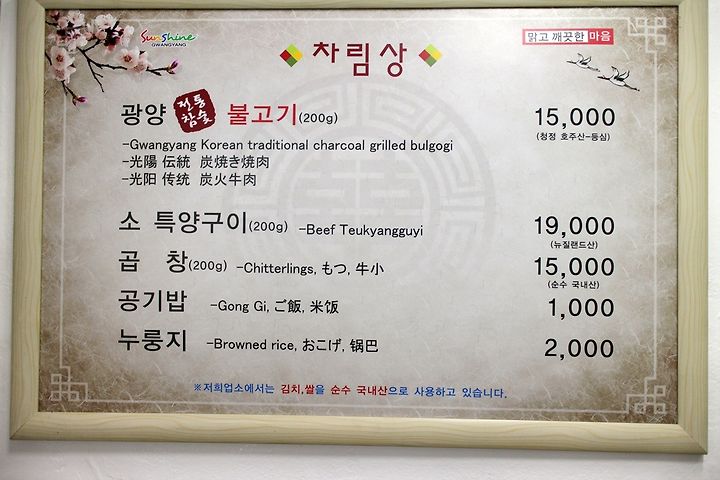 Sunshine
GWANGYANG
차림상
맑고 깨끗한 마음
광양 전통 참숯 불고기(200g) 15,000
(청정 호주산-등심)
-Gwangyang Korean traditional charcoal grilled bulgogi
-光陽 伝統 炭焼き焼肉
-光阳 传统 炭火牛肉
소 특양구이(200g) -Beef Teukyangguyi 19,000
(뉴질랜드산)
곱 창(200g) -Chitterlings, もつ, 牛小 15,000
(순수 국내산)
공기밥 -Gong Gi, ご飯, 米饭 1,000
누룽지 -Browned rice, おこげ, 锅巴 2,000
※저희업소에서는 김치,쌀을 순수 국내산으로 사용하고 있습니다.